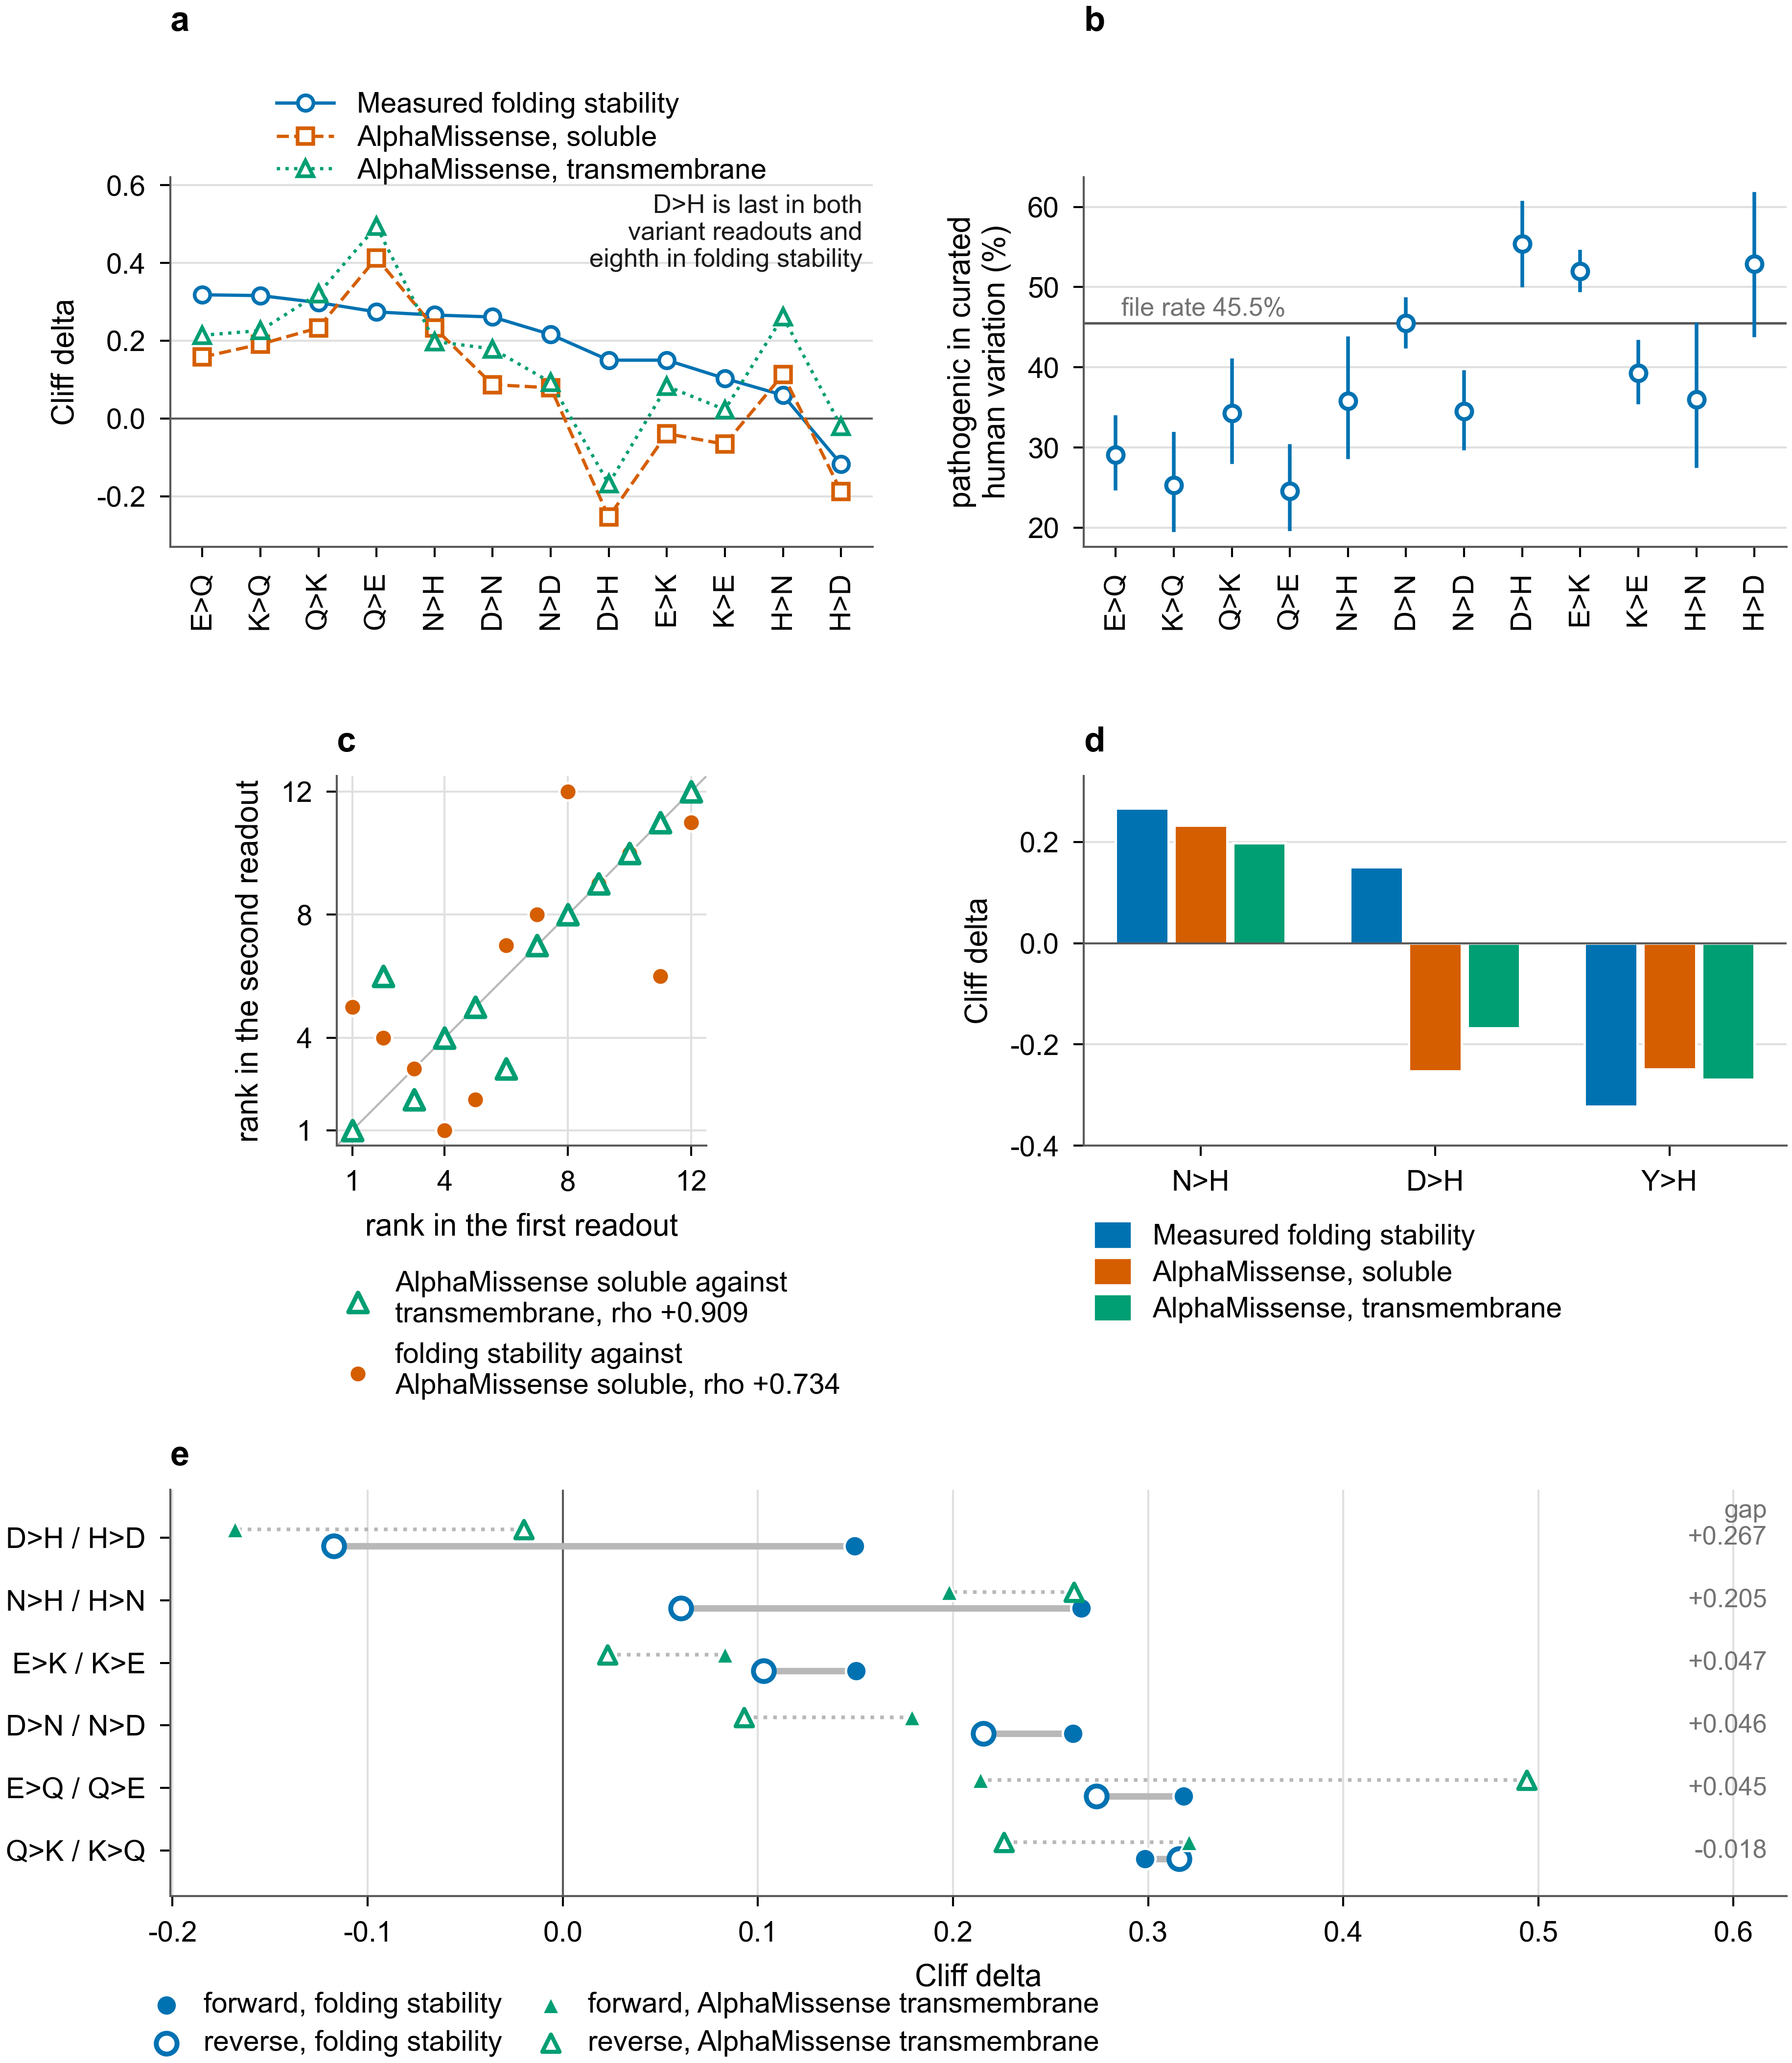 a
Measured folding stability
AlphaMissense, soluble
AlphaMissense, transmembrane
D>H is last in both
variant readouts and
eighth in folding stability
Cliff delta
0.6
0.4
0.2
0.0
-0.2
E>Q
K>Q
Q>K
Q>E
N>H
D>N
N>D
D>H
E>K
K>E
H>N
H>D
b
pathogenic in curated
human variation (%)
60
50
40
30
20
file rate 45.5%
E>Q
K>Q
Q>K
Q>E
N>H
D>N
N>D
D>H
E>K
K>E
H>N
H>D
c
rank in the second readout
12
8
4
1
1
4
8
12
rank in the first readout
AlphaMissense soluble against
transmembrane, rho +0.909
folding stability against
AlphaMissense soluble, rho +0.734
d
Cliff delta
0.2
0.0
-0.2
-0.4
N>H
D>H
Y>H
Measured folding stability
AlphaMissense, soluble
AlphaMissense, transmembrane
e
gap
D>H / H>D
+0.267
N>H / H>N
+0.205
E>K / K>E
+0.047
D>N / N>D
+0.046
E>Q / Q>E
+0.045
Q>K / K>Q
-0.018
-0.2
-0.1
0.0
0.1
0.2
0.3
0.4
0.5
0.6
Cliff delta
forward, folding stability
reverse, folding stability
forward, AlphaMissense transmembrane
reverse, AlphaMissense transmembrane